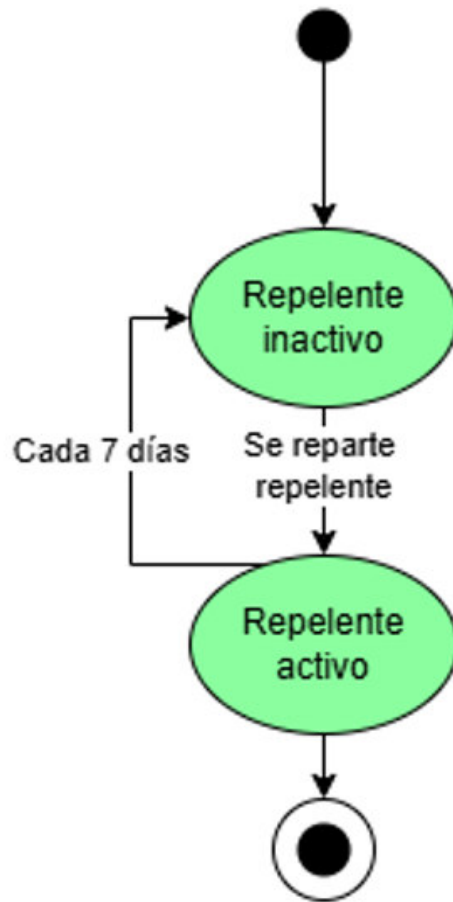 Repelente
inactivo
Cada 7 días
Se reparte
repelente
Repelente
activo